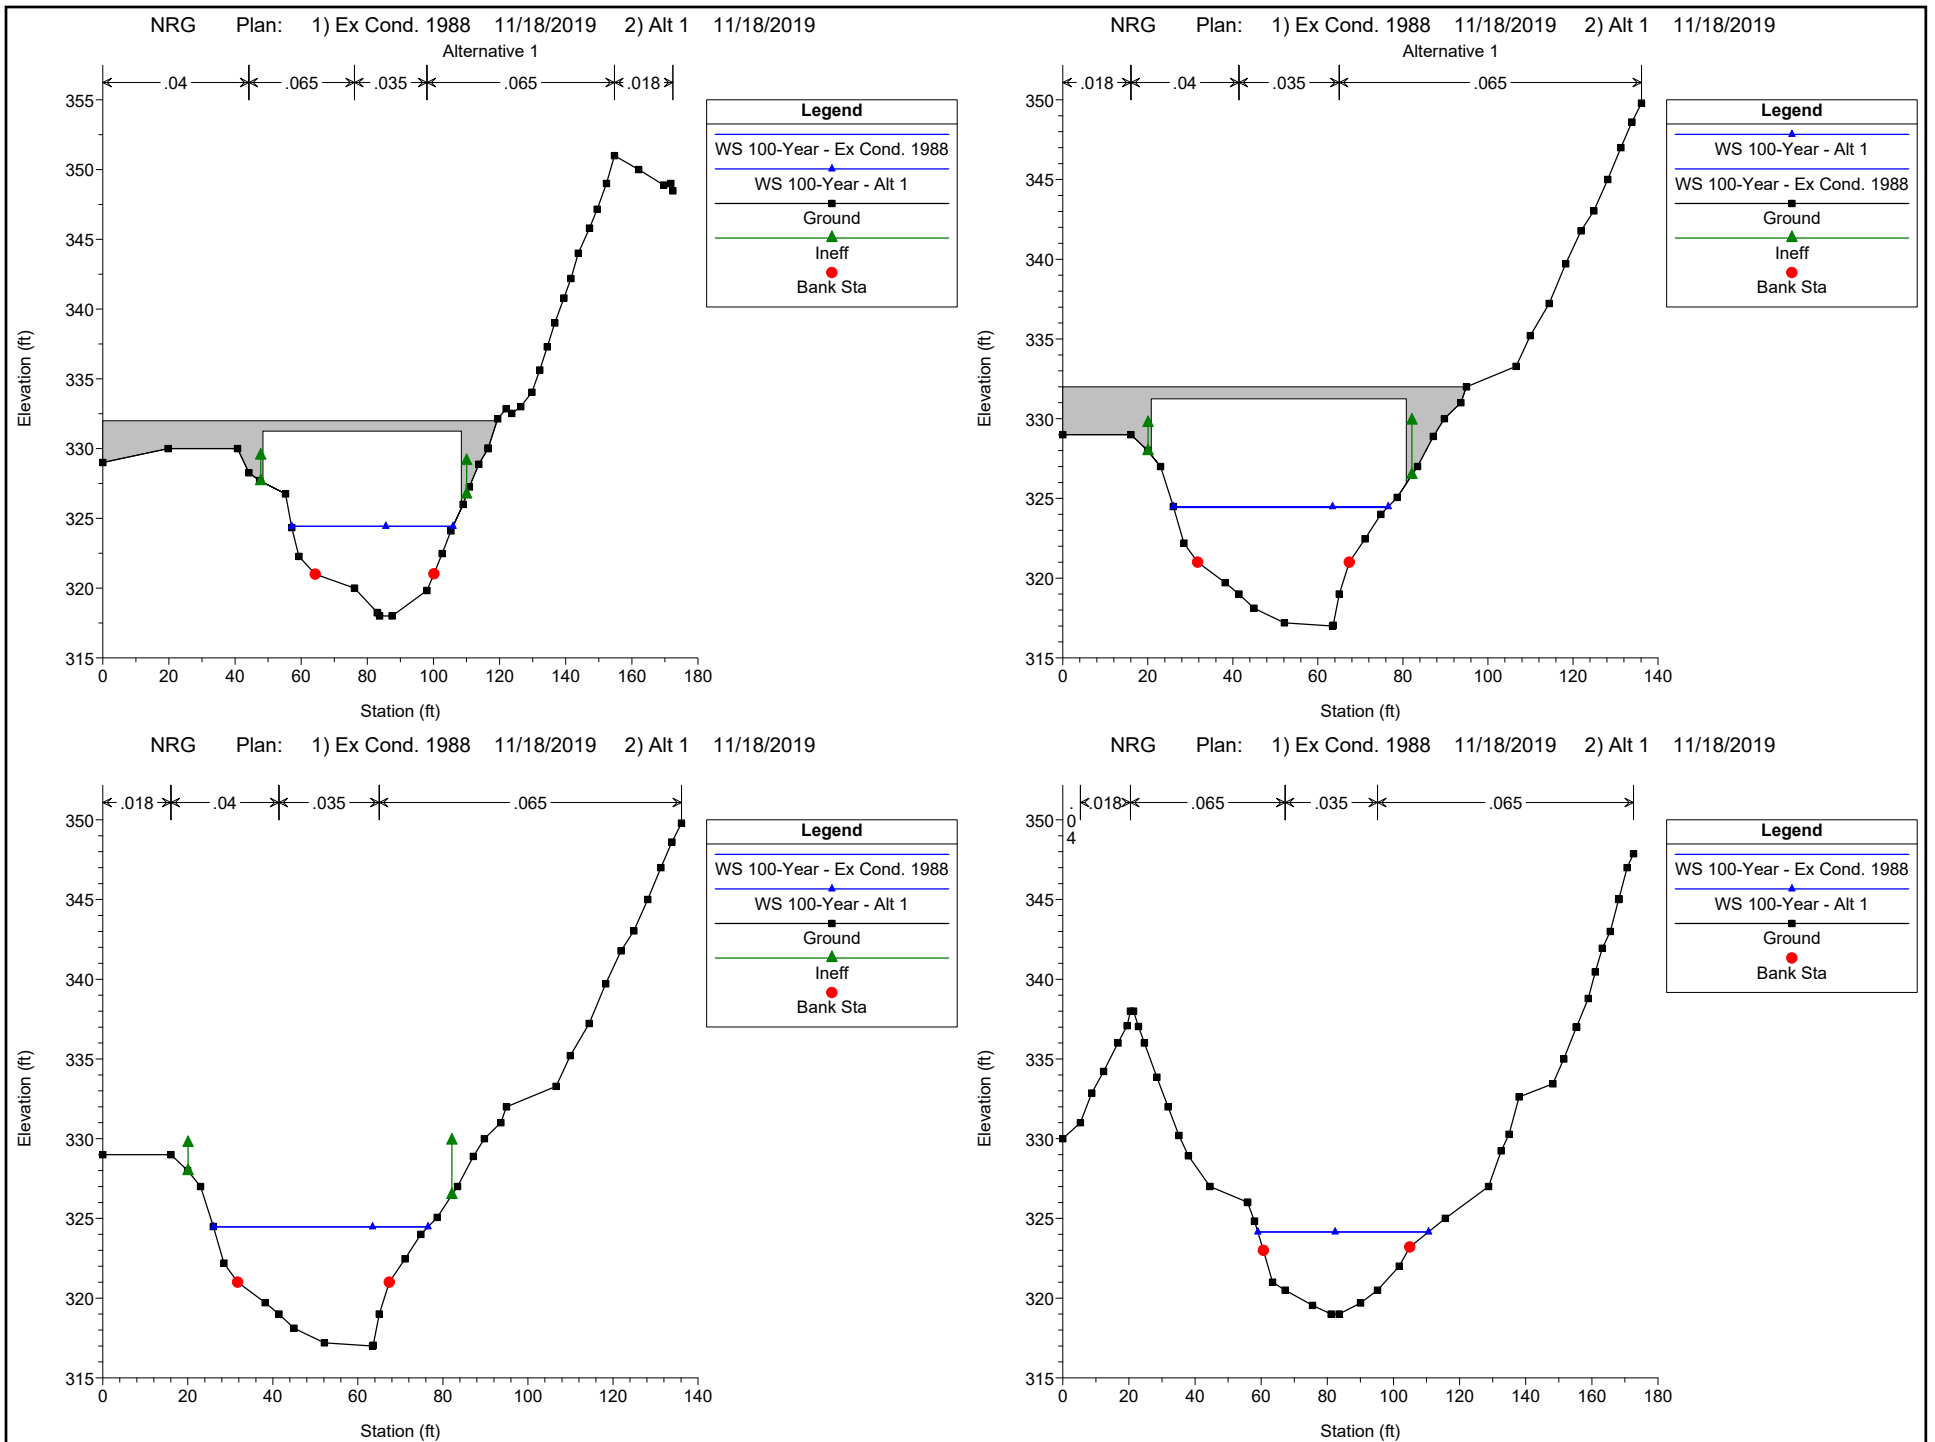 NRG Plan: 1) Ex Cond. 1988 11/18/2019 2) Alt 1 11/18/2019
Alternative 1
.04 .065 .035 .065 .018
355
350
345
340
335
330
325
320
315
Elevation (ft)
0 20 40 60 80 100 120 140 160 180
Station (ft)
Legend
WS 100-Year - Ex Cond. 1988
WS 100-Year - Alt 1
Ground
Ineff
Bank Sta
NRG Plan: 1) Ex Cond. 1988 11/18/2019 2) Alt 1 11/18/2019
Alternative 1
.018 .04 .035 .065
350
345
340
335
330
325
320
315
Elevation (ft)
0 20 40 60 80 100 120 140
Station (ft)
Legend
WS 100-Year - Alt 1
WS 100-Year - Ex Cond. 1988
Ground
Ineff
Bank Sta
NRG Plan: 1) Ex Cond. 1988 11/18/2019 2) Alt 1 11/18/2019
.018 .04 .035 .065
350
345
340
335
330
325
320
315
Elevation (ft)
0 20 40 60 80 100 120 140
Station (ft)
Legend
WS 100-Year - Ex Cond. 1988
WS 100-Year - Alt 1
Ground
Ineff
Bank Sta
NRG Plan: 1) Ex Cond. 1988 11/18/2019 2) Alt 1 11/18/2019
.04 .018 .065 .035 .065
350
345
340
335
330
325
320
315
Elevation (ft)
0 20 40 60 80 100 120 140 160 180
Station (ft)
Legend
WS 100-Year - Ex Cond. 1988
WS 100-Year - Alt 1
Ground
Bank Sta